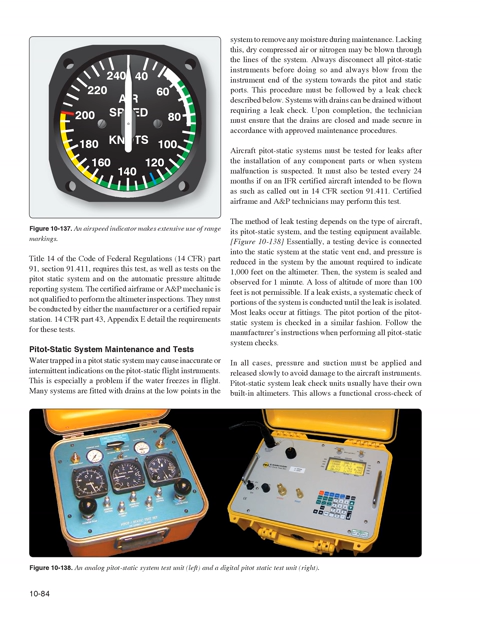 240 40
220 60
AIR
200 SPEED 80
KNOTS
180 100
160 120
140
Figure 10-137. An airspeed indicator makes extensive use of range
markings.
Title 14 of the Code of Federal Regulations (14 CFR) part
91, section 91.411, requires this test, as well as tests on the
pitot static system and on the automatic pressure altitude
reporting system. The certified airframe or A&P mechanic is
not qualified to perform the altimeter inspections. They must
be conducted by either the manufacturer or a certified repair
station. 14 CFR part 43, Appendix E detail the requirements
for these tests.
Pitot-Static System Maintenance and Tests
Water trapped in a pitot static system may cause inaccurate or
intermittent indications on the pitot-static flight instruments.
This is especially a problem if the water freezes in flight.
Many systems are fitted with drains at the low points in the
system to remove any moisture during maintenance. Lacking
this, dry compressed air or nitrogen may be blown through
the lines of the system. Always disconnect all pitot-static
instruments before doing so and always blow from the
instrument end of the system towards the pitot and static
ports. This procedure must be followed by a leak check
described below. Systems with drains can be drained without
requiring a leak check. Upon completion, the technician
must ensure that the drains are closed and made secure in
accordance with approved maintenance procedures.
Aircraft pitot-static systems must be tested for leaks after
the installation of any component parts or when system
malfunction is suspected. It must also be tested every 24
months if on an IFR certified aircraft intended to be flown
as such as called out in 14 CFR section 91.411. Certified
airframe and A&P technicians may perform this test.
The method of leak testing depends on the type of aircraft,
its pitot-static system, and the testing equipment available.
[Figure 10-138] Essentially, a testing device is connected
into the static system at the static vent end, and pressure is
reduced in the system by the amount required to indicate
1,000 feet on the altimeter. Then, the system is sealed and
observed for 1 minute. A loss of altitude of more than 100
feet is not permissible. If a leak exists, a systematic check of
portions of the system is conducted until the leak is isolated.
Most leaks occur at fittings. The pitot portion of the pitot-
static system is checked in a similar fashion. Follow the
manufacturer's instructions when performing all pitot-static
system checks.
In all cases, pressure and suction must be applied and
released slowly to avoid damage to the aircraft instruments.
Pitot-static system leak check units usually have their own
built-in altimeters. This allows a functional cross-check of
Figure 10-138. An analog pitot-static system test unit (left) and a digital pitot static test unit (right).
10-84